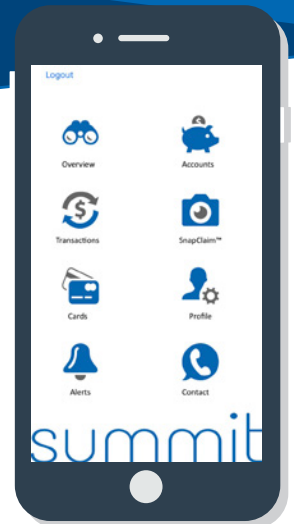 Logout
Overview
Accounts
Transactions
SnapClaim™
Cards
Profile
Alerts
Contact
summit